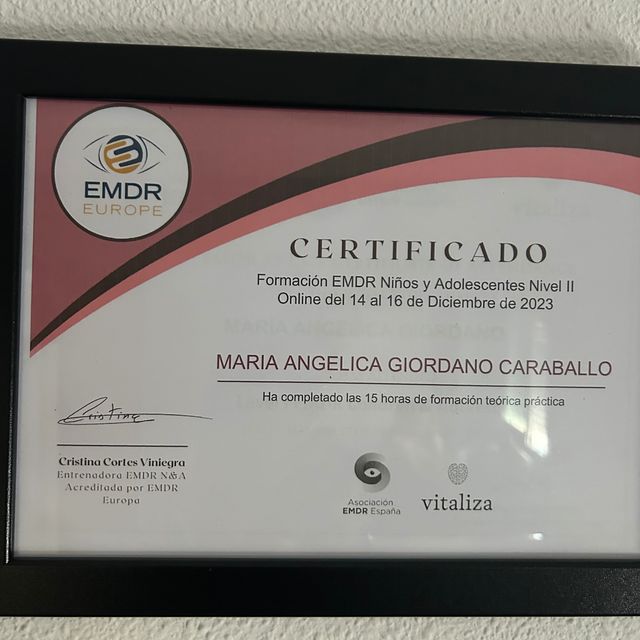 EMDR
EUROPE
CERTIFICADO
Formación EMDR Niños y Adolescentes Nivel II
Online del 14 al 16 de Diciembre de 2023
MARIA ANGELICA GIORDANO CARABALLO
Ha completado las 15 horas de formación teórica práctica
Cristina
Cristina Cortes Viniegra
Entrenadora EMDR N&A
Acreditada por EMDR
Europa
Asociación
EMDR España
vitaliza